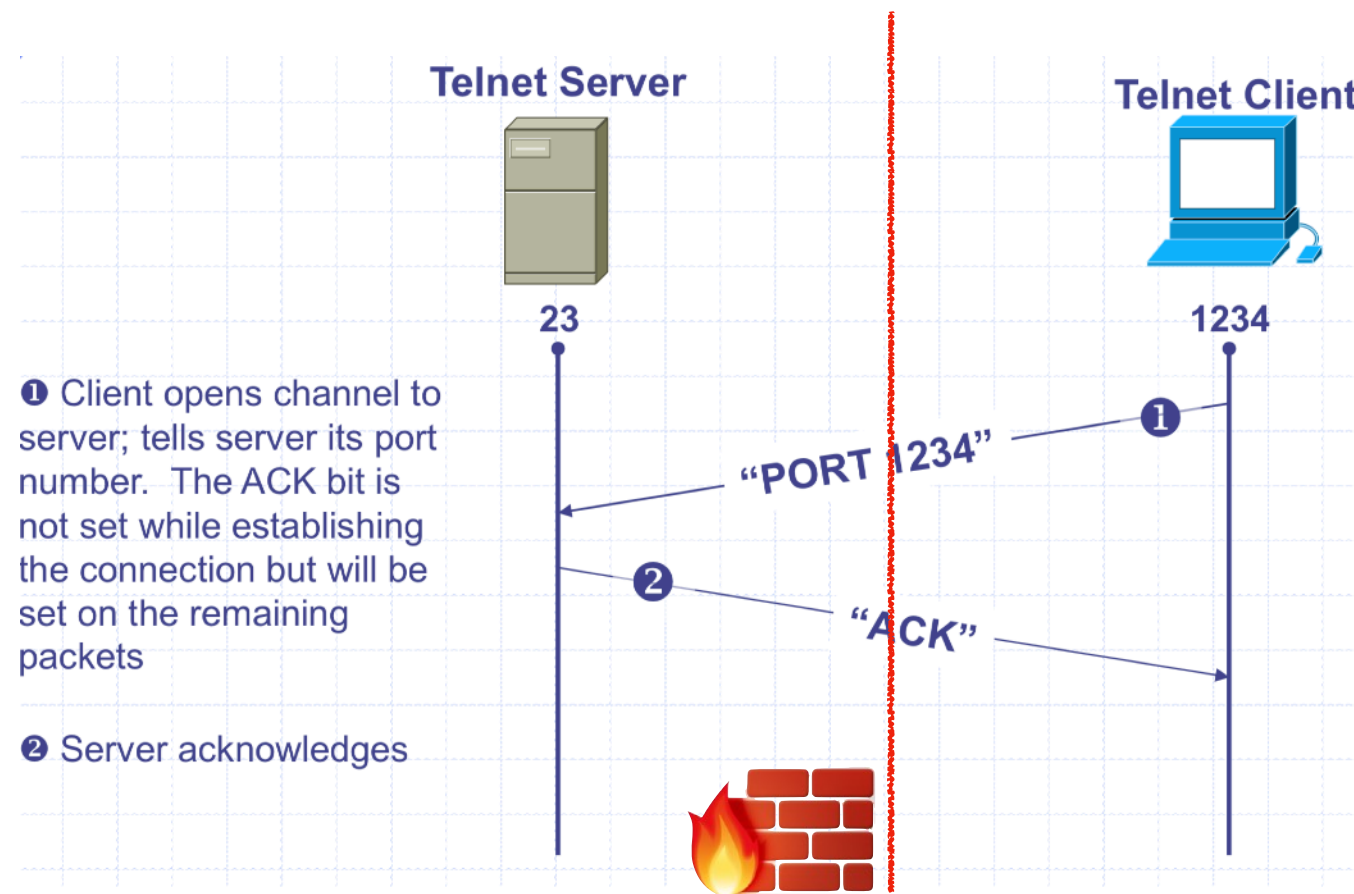 Telnet Server
Telnet Client
23
1234
❶ Client opens channel to
server; tells server its port
number. The ACK bit is
not set while establishing
the connection but will be
set on the remaining
packets
❶
“PORT 1234”
❷
“ACK”
❷ Server acknowledges